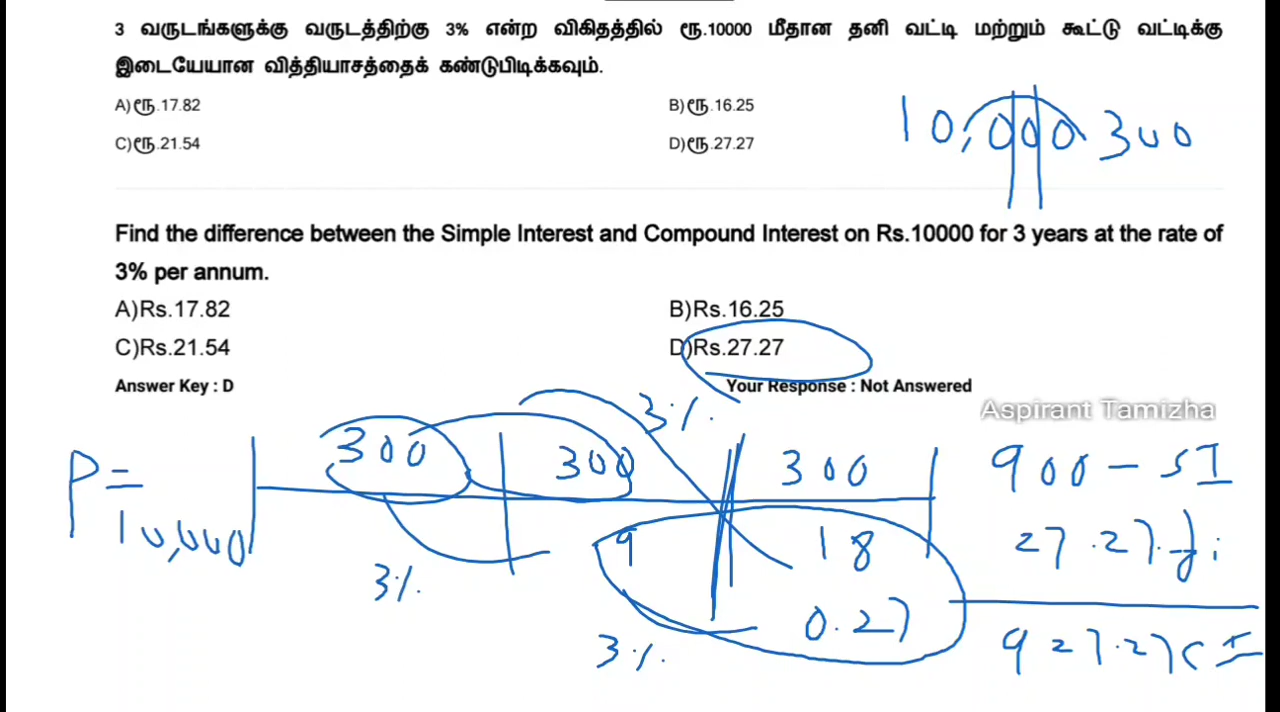 3 வருடங்களுக்கு வருடத்திற்கு 3% என்ற விகிதத்தில் ரூ.10000 மீதான தனி வட்டி மற்றும் கூட்டு வட்டிக்கு
இடையேயான வித்தியாசத்தைக் கண்டுபிடிக்கவும்.
A)ரூ.17.82 B)ரூ.16.25
C)ரூ.21.54 D)ரூ.27.27
10,000 300
Find the difference between the Simple Interest and Compound Interest on Rs.10000 for 3 years at the rate of
3% per annum.
A)Rs.17.82 B)Rs.16.25
C)Rs.21.54 D)Rs.27.27
Answer Key : D Your Response : Not Answered
Aspirant Tamizha
3%
P= 300 300 300 900 - SI
10,000 9 18 27.27
3% 0.27
3% 927.27 CI